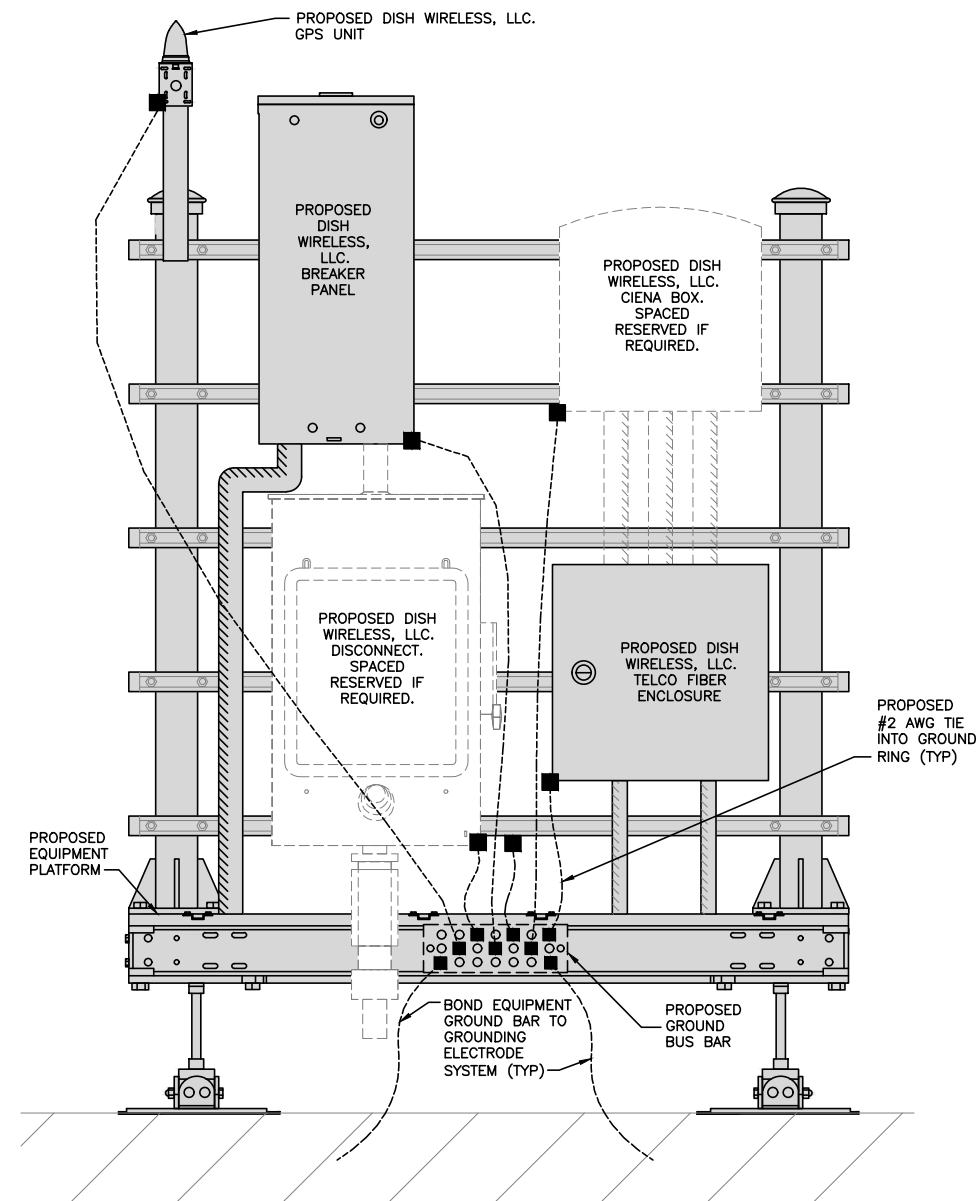 PROPOSED DISH WIRELESS, LLC.
GPS UNIT
PROPOSED
DISH
WIRELESS,
LLC.
BREAKER
PANEL
PROPOSED DISH
WIRELESS, LLC.
CIENA BOX.
SPACED
RESERVED IF
REQUIRED.
PROPOSED DISH
WIRELESS, LLC.
DISCONNECT.
SPACED
RESERVED IF
REQUIRED.
PROPOSED DISH
WIRELESS, LLC.
TELCO FIBER
ENCLOSURE
PROPOSED
#2 AWG TIE
INTO GROUND
RING (TYP)
PROPOSED
EQUIPMENT
PLATFORM
BOND EQUIPMENT
GROUND BAR TO
GROUNDING
ELECTRODE
SYSTEM (TYP)
PROPOSED
GROUND
BUS BAR